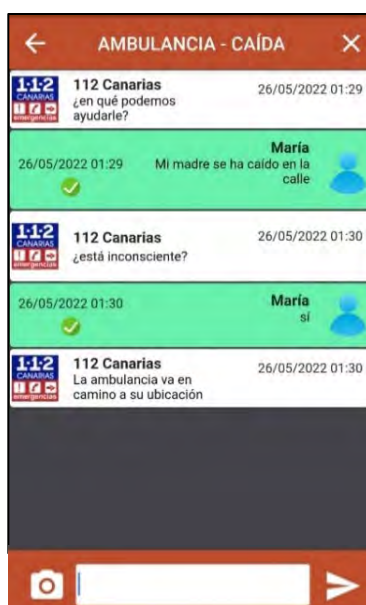 AMBULANCIA - CAÍDA
1·1·2
CANARIAS
emergencias
112 Canarias
26/05/2022 01:29
¿en qué podemos
ayudarle?
María
26/05/2022 01:29
Mi madre se ha caído en la
calle
1·1·2
CANARIAS
emergencias
112 Canarias
26/05/2022 01:30
¿está inconsciente?
26/05/2022 01:30
María
sí
1·1·2
CANARIAS
emergencias
112 Canarias
26/05/2022 01:30
La ambulancia va en
camino a su ubicación